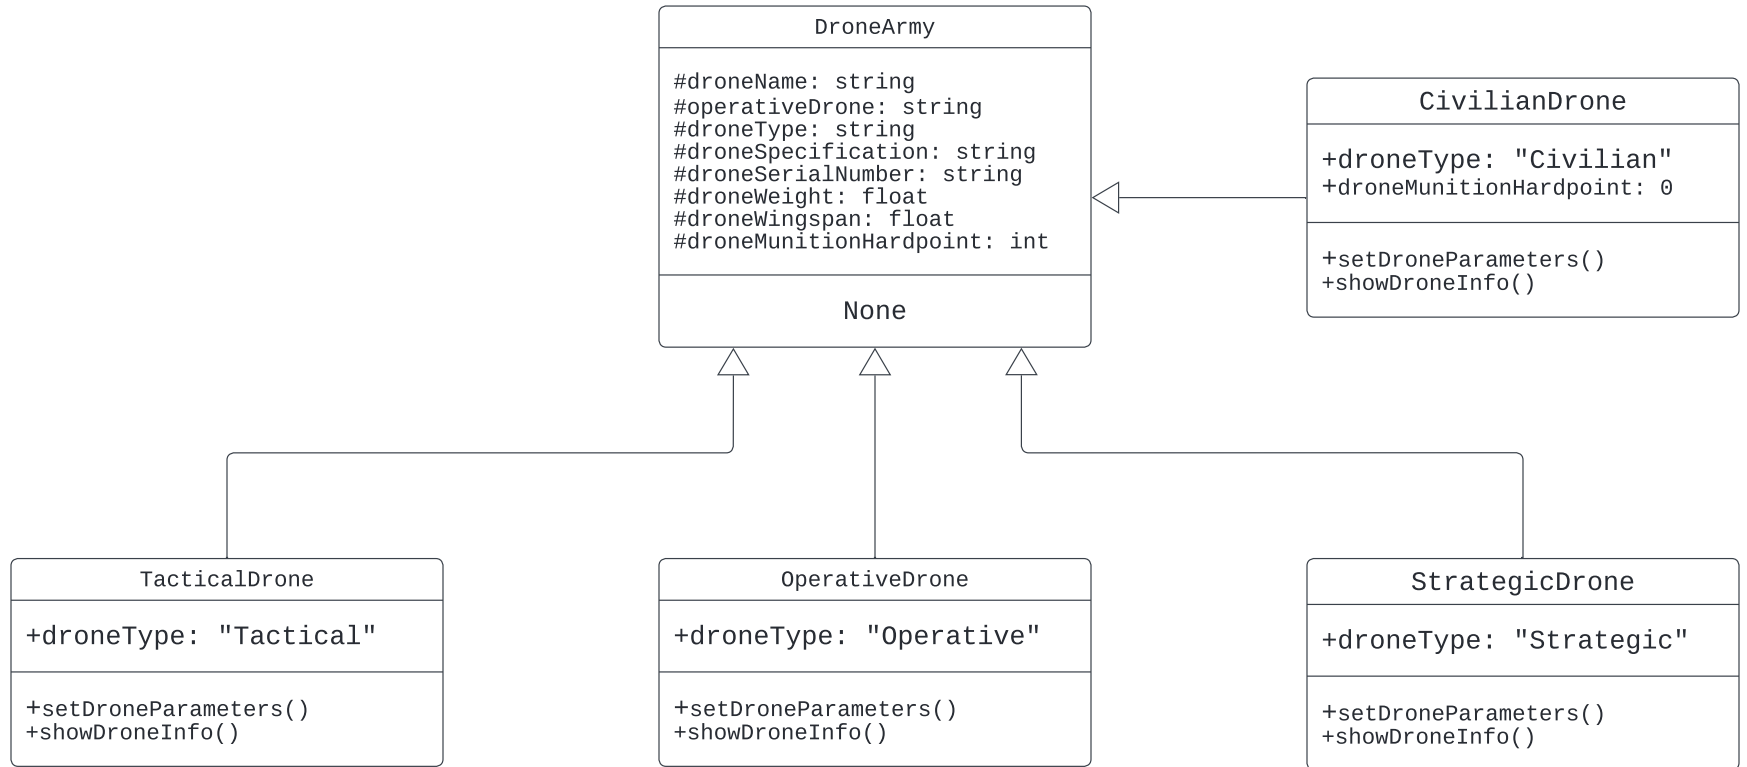 DroneArmy
#droneName: string
#operativeDrone: string
#droneType: string
#droneSpecification: string
#droneSerialNumber: string
#droneWeight: float
#droneWingspan: float
#droneMunitionHardpoint: int
None
CivilianDrone
+droneType: "Civilian"
+droneMunitionHardpoint: 0
+setDroneParameters()
+showDroneInfo()
TacticalDrone
+droneType: "Tactical"
+setDroneParameters()
+showDroneInfo()
OperativeDrone
+droneType: "Operative"
+setDroneParameters()
+showDroneInfo()
StrategicDrone
+droneType: "Strategic"
+setDroneParameters()
+showDroneInfo()